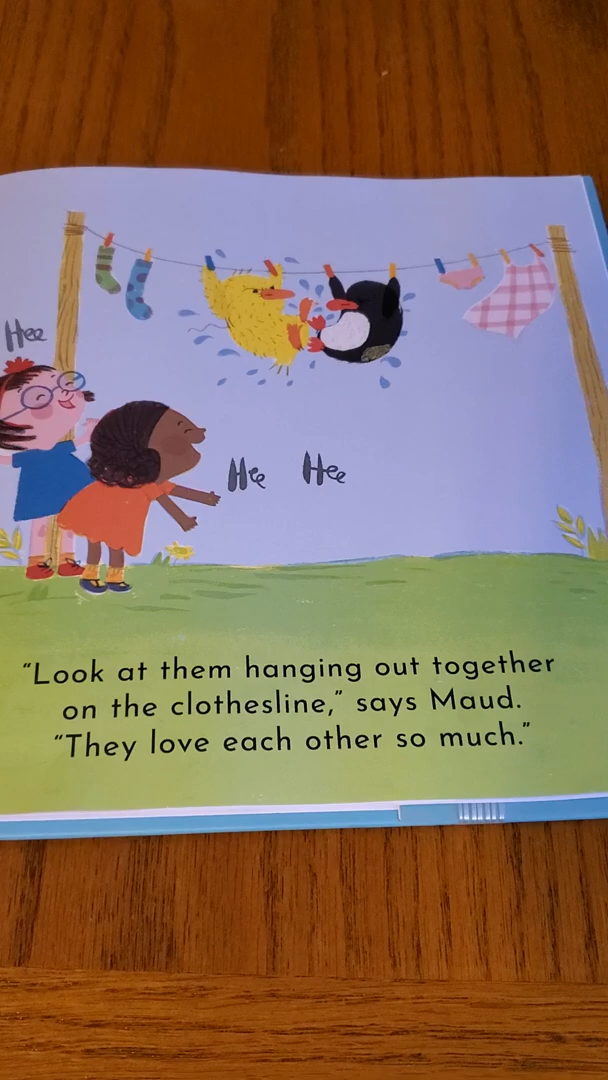 Hee
Hee Hee
“Look at them hanging out together
on the clothesline,” says Maud.
“They love each other so much.”